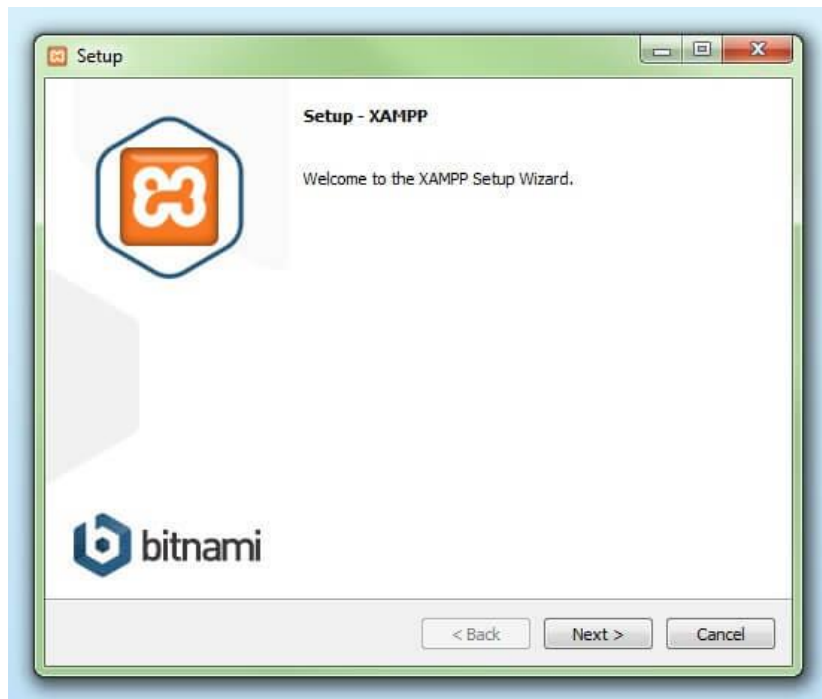 Setup
Setup - XAMPP
Welcome to the XAMPP Setup Wizard.
bitnami
< Back
Next >
Cancel